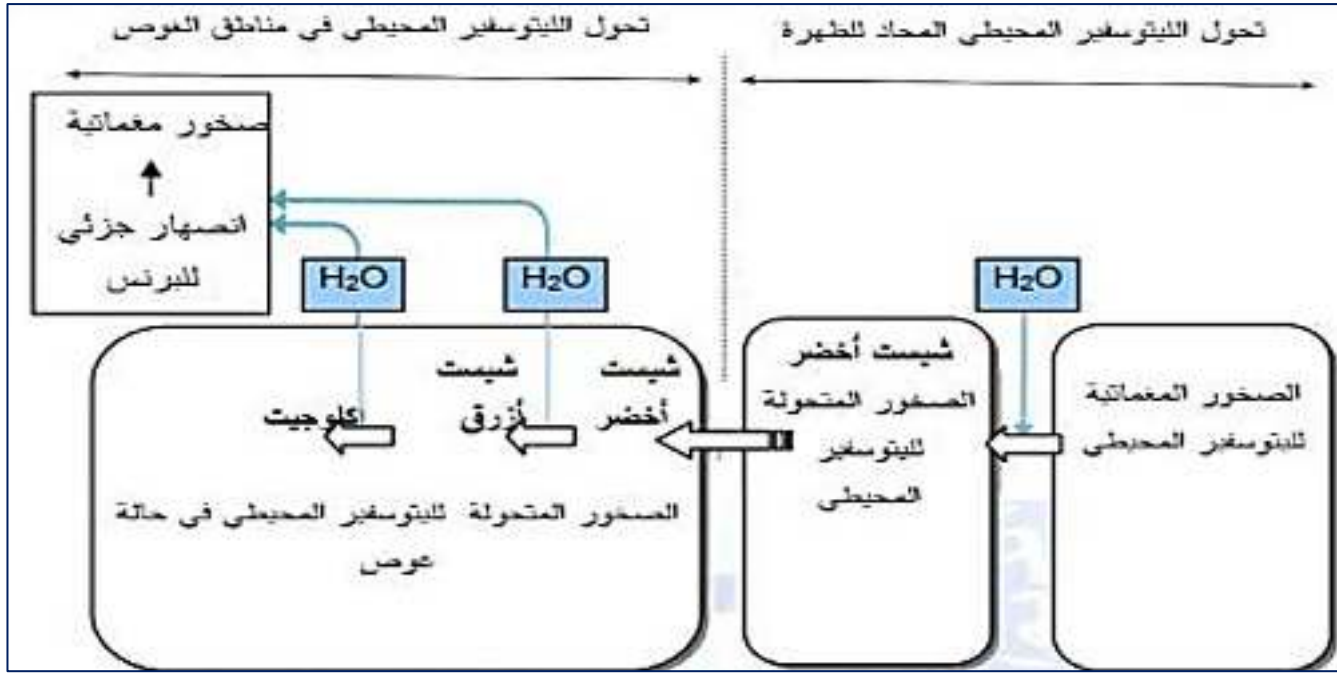 تحول الليتوسفير المحيطي المحاد للظهرة
تحول الليتوسفير المحيطي في مناطق الغوص
الصخور المغماتية
لليتوسفير المحيطي
H₂O
شيست أخضر
الصخور المتحولة
لليتوسفير
المحيطي
شيست
أخضر
شيست
أزرق
اكلوجيت
الصخور المتحولة لليتوسفير المحيطي في حالة
غوص
H₂O
H₂O
صخور مغماتية
انصهار جزئي
للبرنس